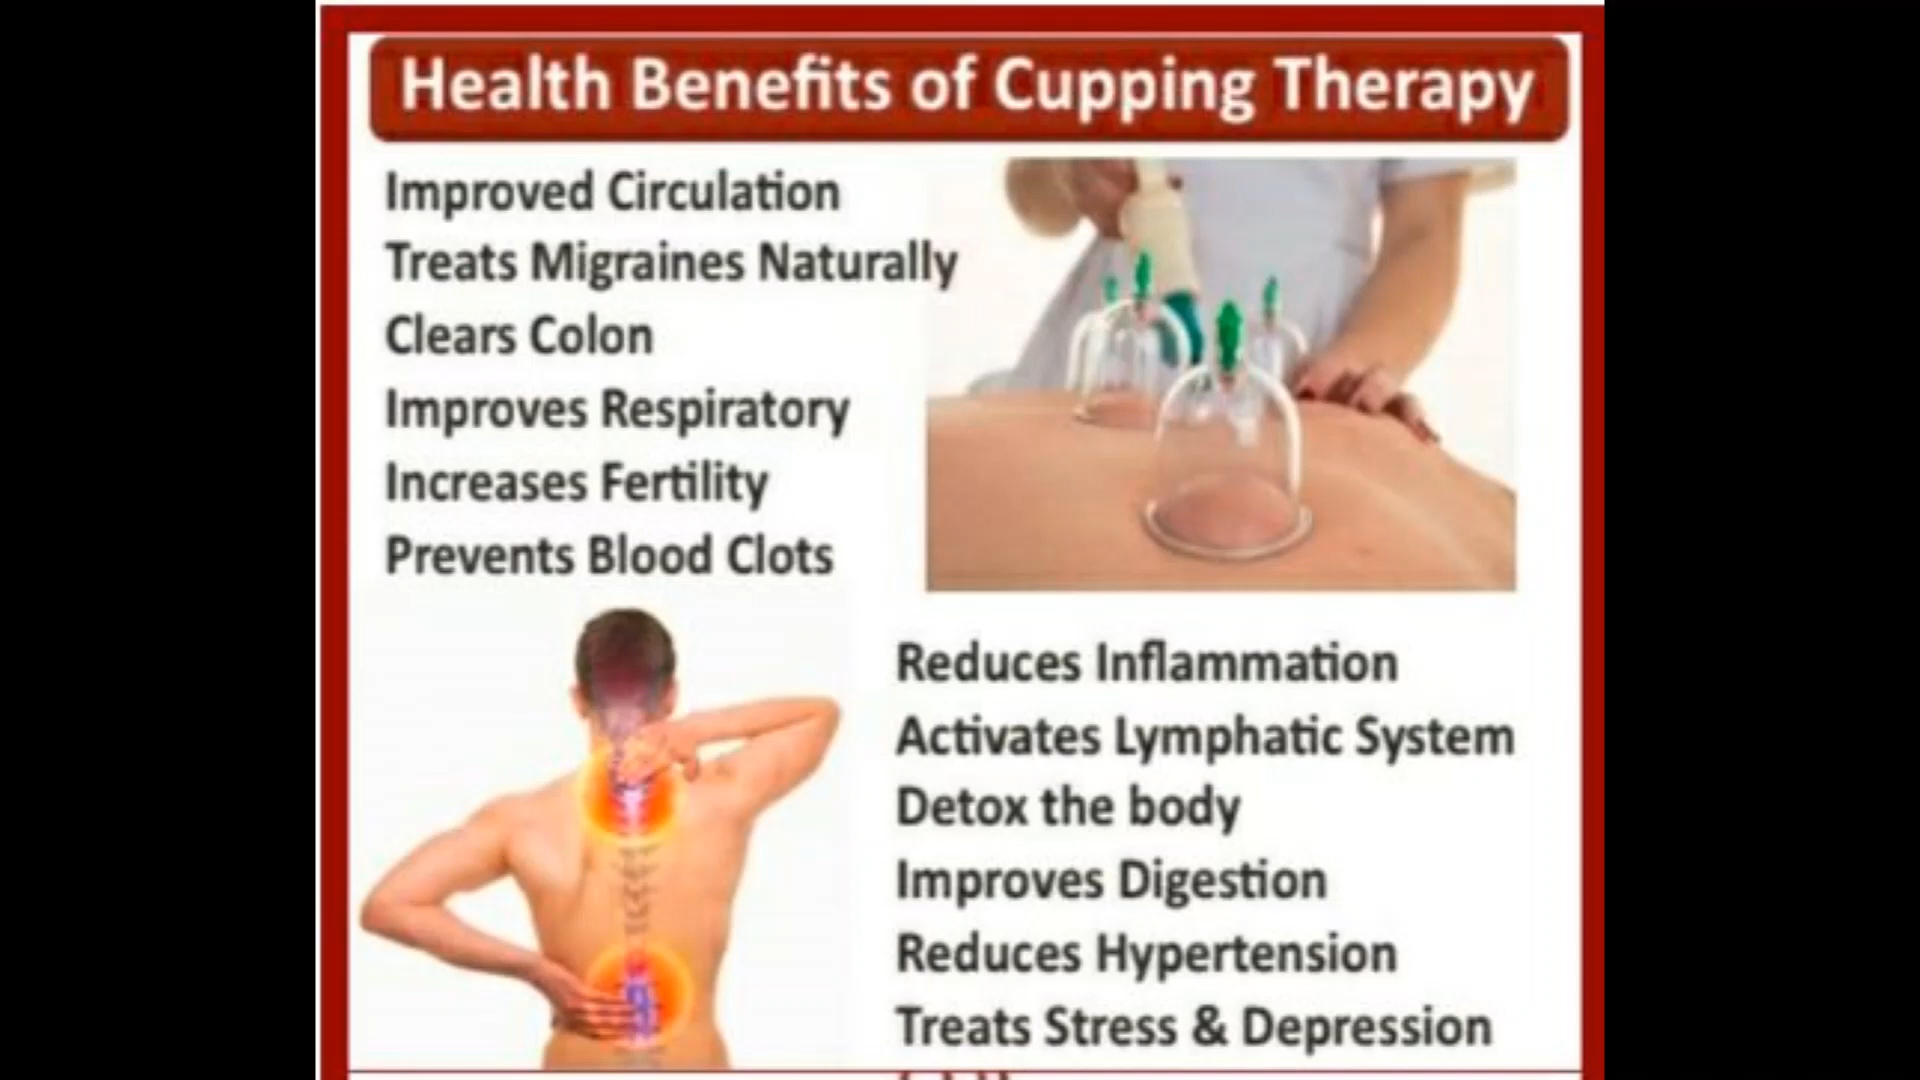 Health Benefits of Cupping Therapy
Improved Circulation
Treats Migraines Naturally
Clears Colon
Improves Respiratory
Increases Fertility
Prevents Blood Clots
Reduces Inflammation
Activates Lymphatic System
Detox the body
Improves Digestion
Reduces Hypertension
Treats Stress & Depression